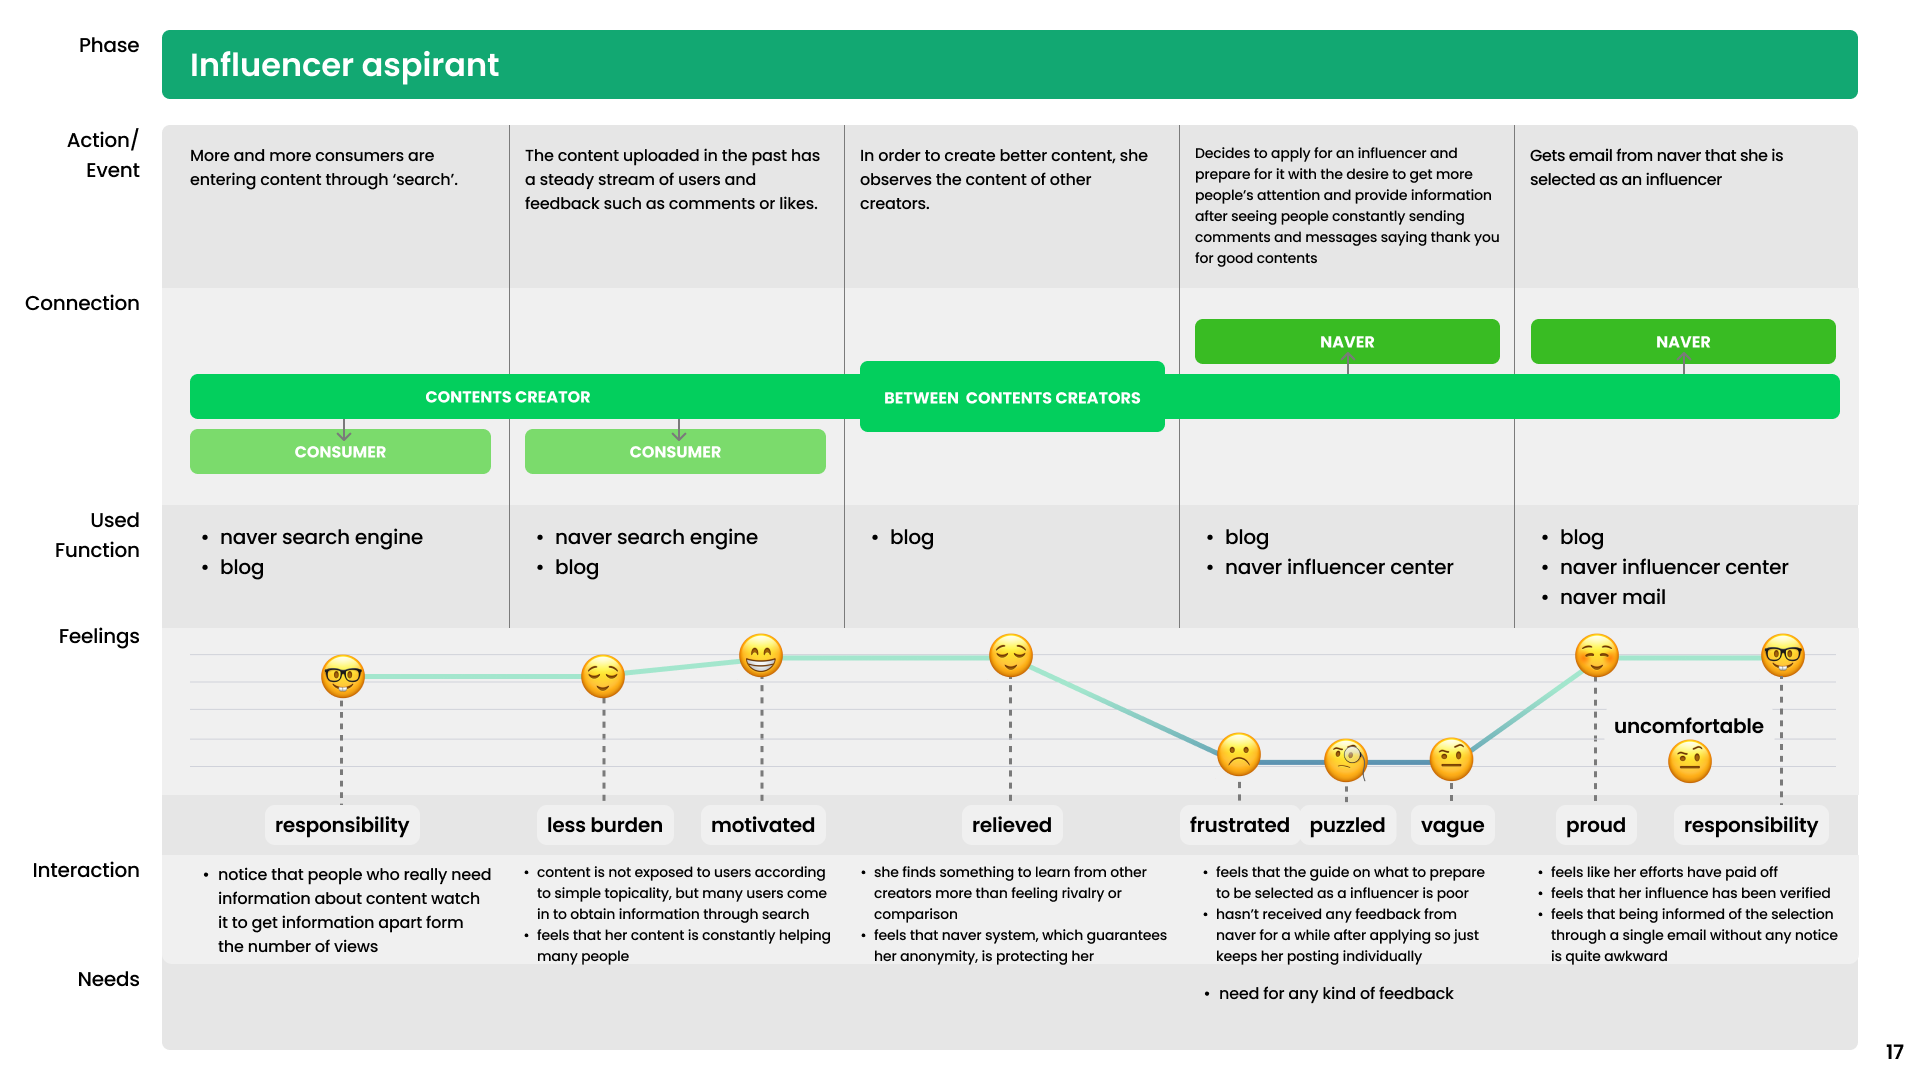 Phase
Influencer aspirant
Action/
Event
More and more consumers are
entering content through ‘search’.
The content uploaded in the past has
a steady stream of users and
feedback such as comments or likes.
In order to create better content, she
observes the content of other
creators.
Decides to apply for an influencer and
prepare for it with the desire to get more
people’s attention and provide information
after seeing people constantly sending
comments and messages saying thank you
for good contents
Gets email from naver that she is
selected as an influencer
Connection
NAVER
NAVER
CONTENTS CREATOR
BETWEEN CONTENTS CREATORS
CONSUMER
CONSUMER
Used
Function
• naver search engine
• blog
• naver search engine
• blog
• blog
• blog
• naver influencer center
• blog
• naver influencer center
• naver mail
Feelings
uncomfortable
responsibility
less burden
motivated
relieved
frustrated
puzzled
vague
proud
responsibility
Interaction
• notice that people who really need
information about content watch
it to get information apart form
the number of views
• content is not exposed to users according
to simple topicality, but many users come
in to obtain information through search
• feels that her content is constantly helping
many people
• she finds something to learn from other
creators more than feeling rivalry or
comparison
• feels that naver system, which guarantees
her anonymity, is protecting her
• feels that the guide on what to prepare
to be selected as a influencer is poor
• hasn’t received any feedback from
naver for a while after applying so just
keeps her posting individually
• feels like her efforts have paid off
• feels that her influence has been verified
• feels that being informed of the selection
through a single email without any notice
is quite awkward
Needs
• need for any kind of feedback
17